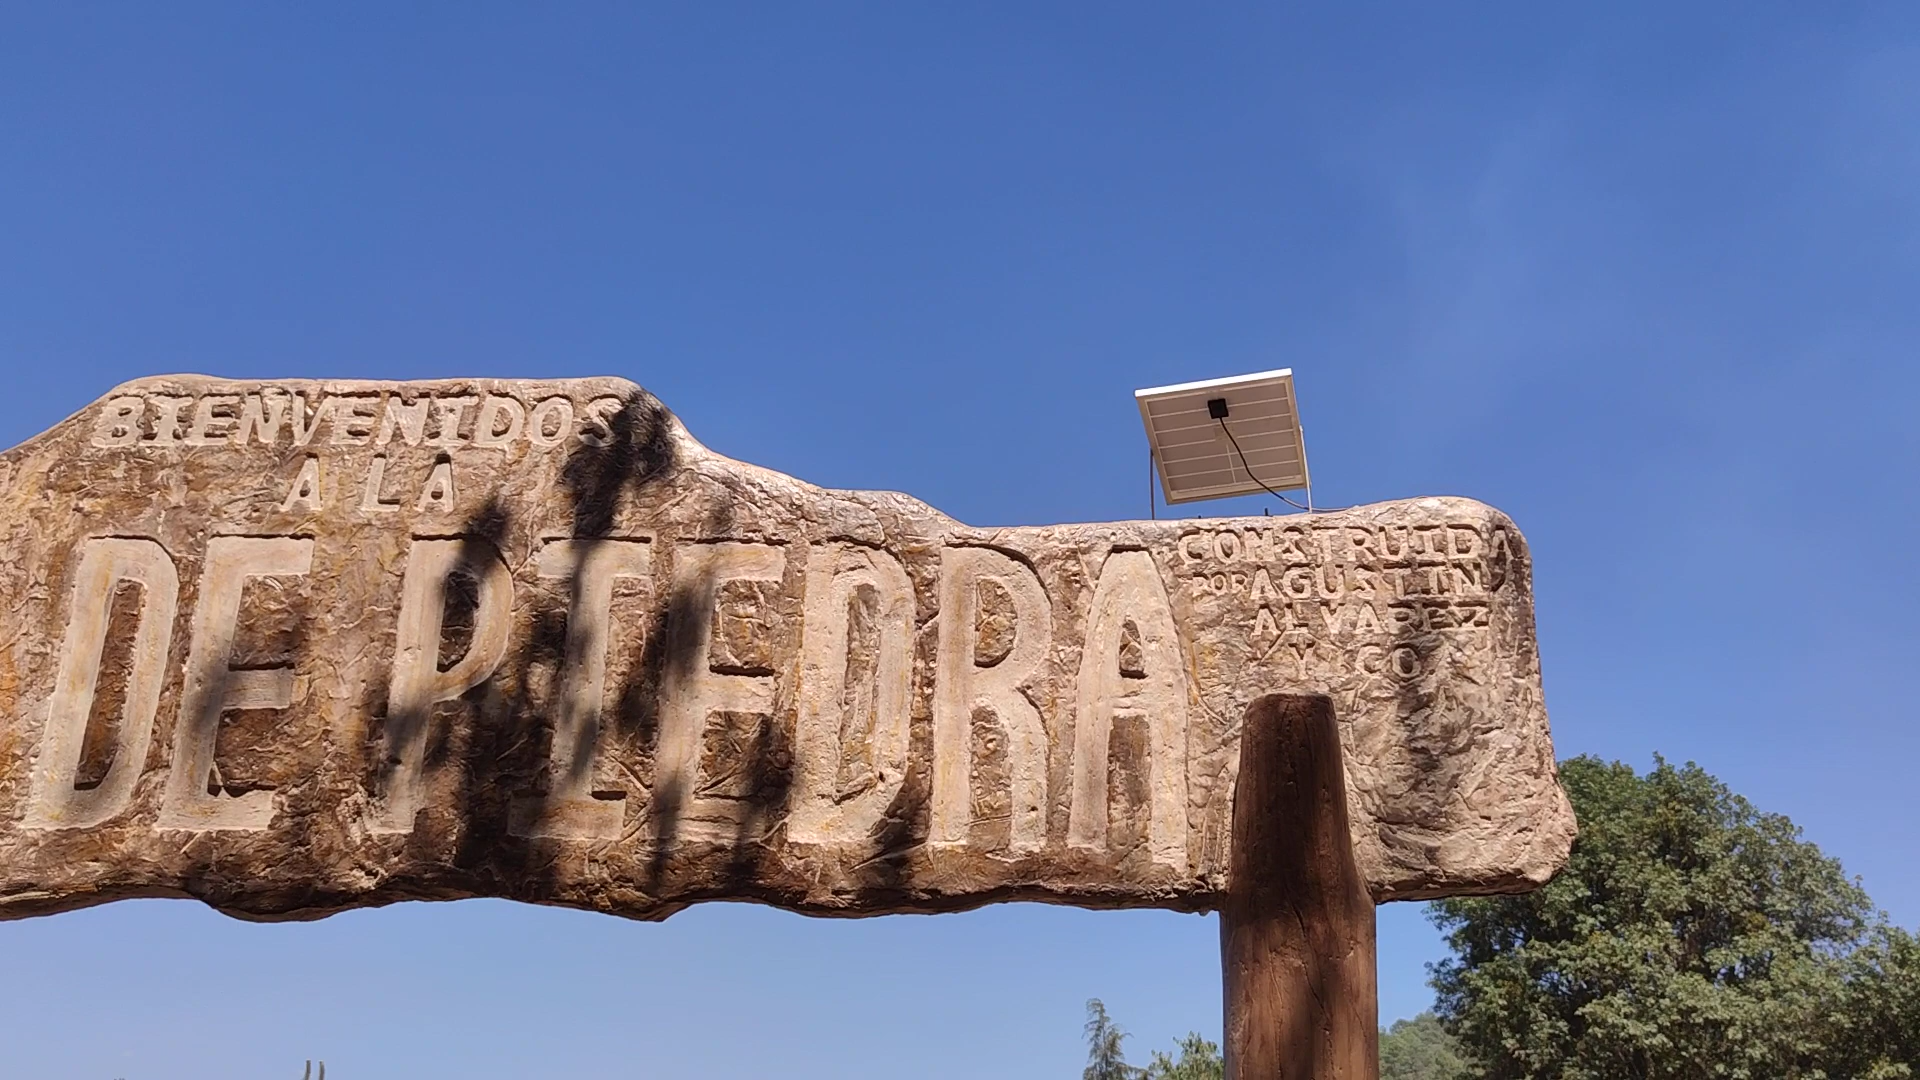 BIENVENIDOS
A LA
DE PIEDRA
CONSTRUIDA
POR AGUSTIN
ALVAREZ
Y CO